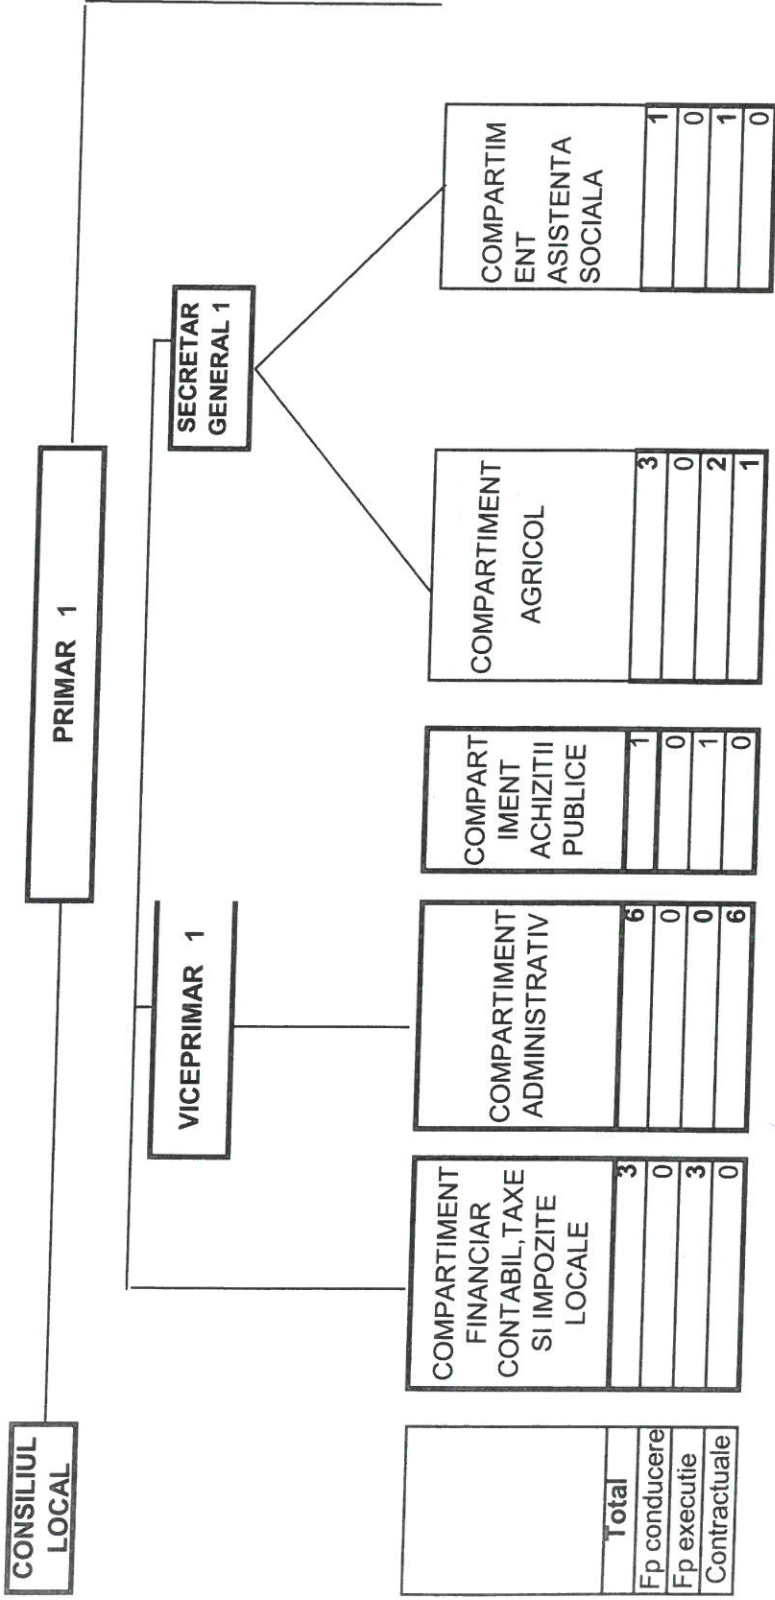 CONSILIUL
LOCAL
PRIMAR 1
VICEPRIMAR 1
SECRETAR
GENERAL 1
Total
Fp conducere
Fp executie
Contractuale
COMPARTIMENT
FINANCIAR
CONTABIL,TAXE
SI IMPOZITE
LOCALE
3
0
3
0
COMPARTIMENT
ADMINISTRATIV
6
0
0
6
COMPART
IMENT
ACHIZITII
PUBLICE
1
0
1
0
COMPARTIMENT
AGRICOL
3
0
2
1
COMPARTIM
ENT
ASISTENTA
SOCIALA
1
0
1
0